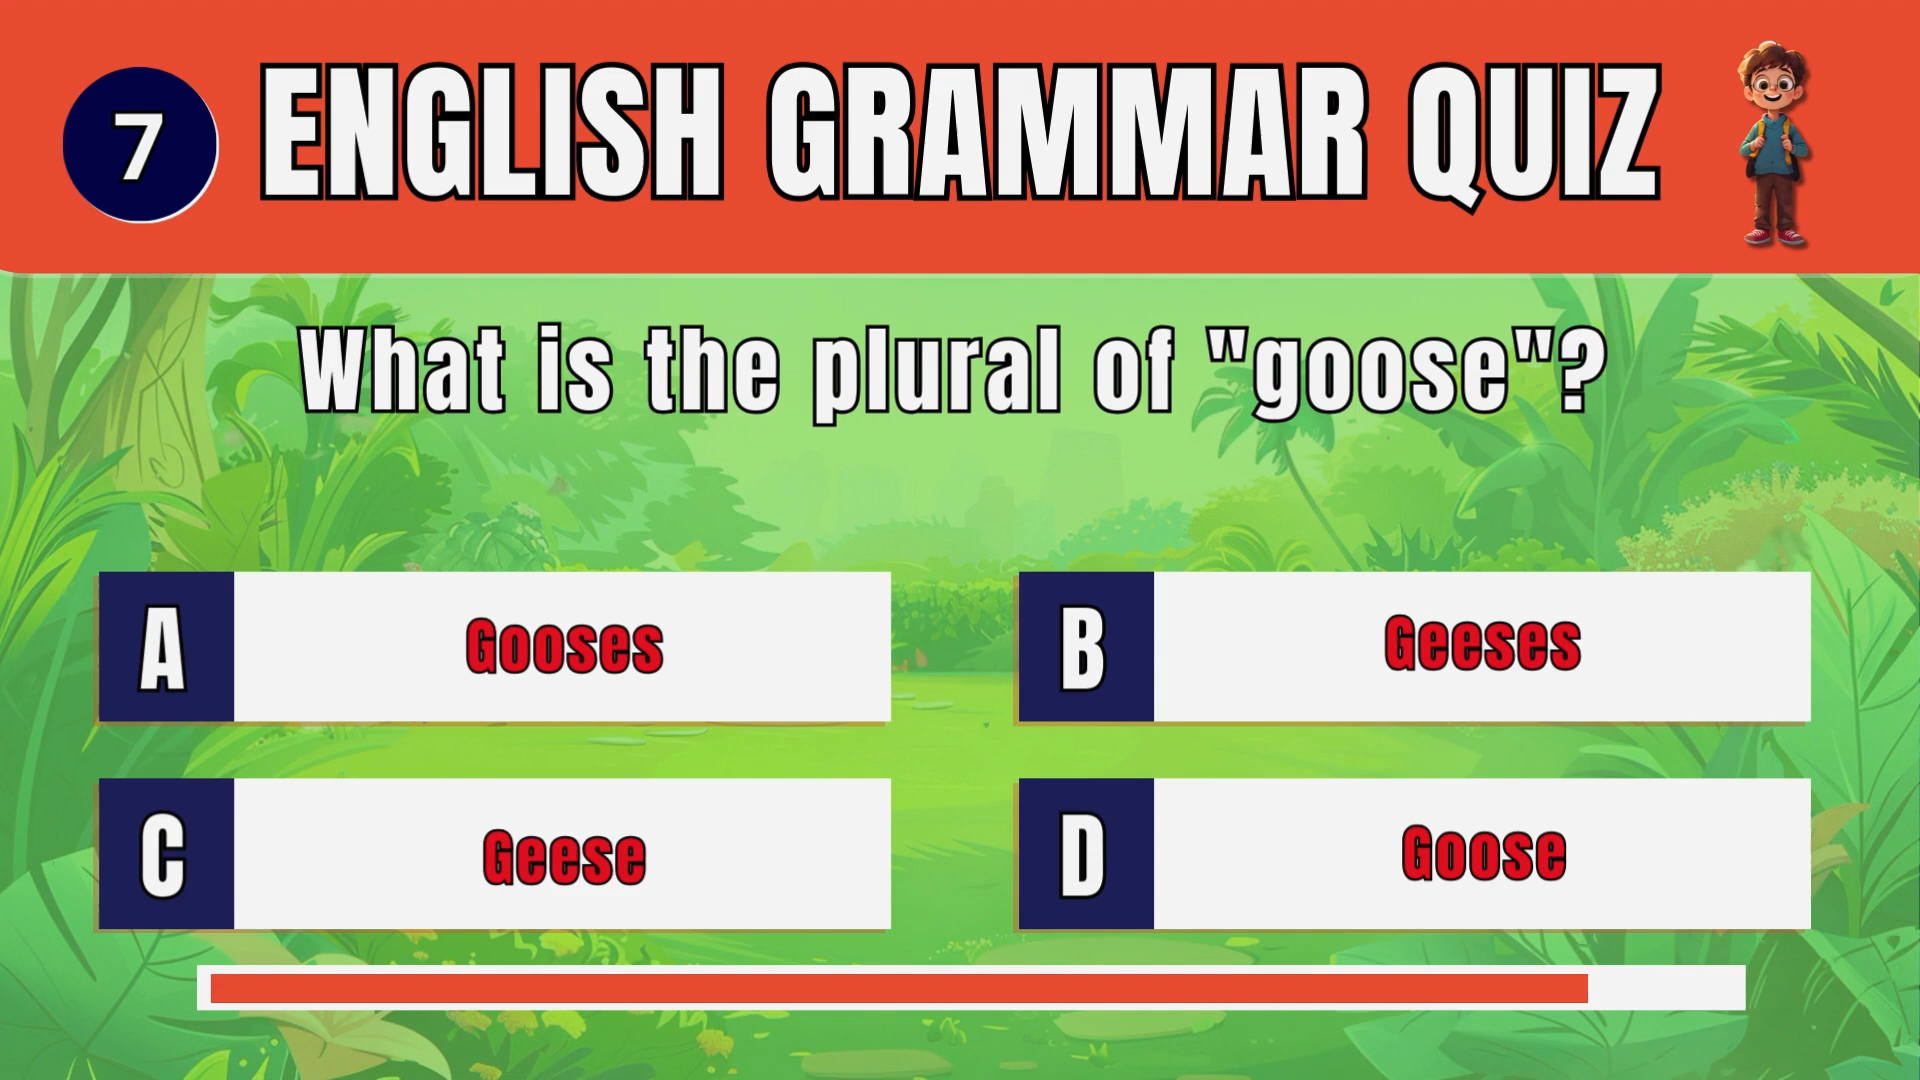 7
ENGLISH GRAMMAR QUIZ
What is the plural of "goose"?
A Gooses
B Geeses
C Geese
D Goose